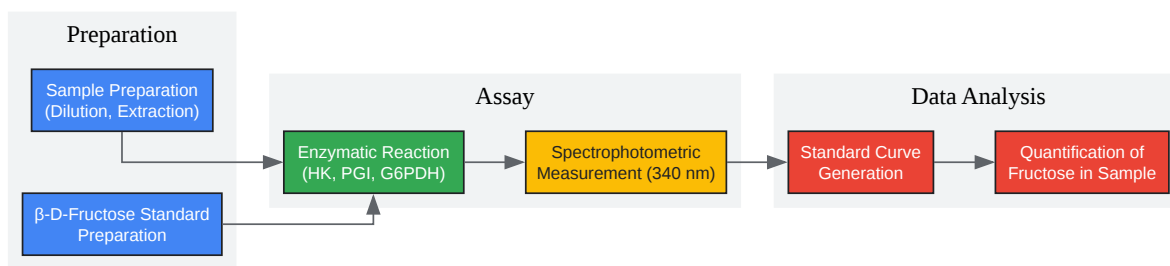 Preparation
Sample Preparation
(Dilution, Extraction)
β-D-Fructose Standard
Preparation
Assay
Enzymatic Reaction
(HK, PGI, G6PDH)
Spectrophotometric
Measurement (340 nm)
Data Analysis
Standard Curve
Generation
Quantification of
Fructose in Sample